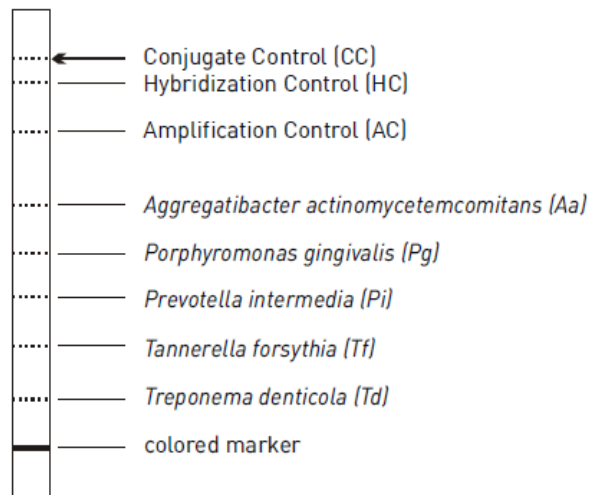 Conjugate Control (CC)
Hybridization Control (HC)
Amplification Control (AC)
Aggregatibacter actinomycetemcomitans (Aa)
Porphyromonas gingivalis (Pg)
Prevotella intermedia (Pi)
Tannerella forsythia (Tf)
Treponema denticola (Td)
colored marker